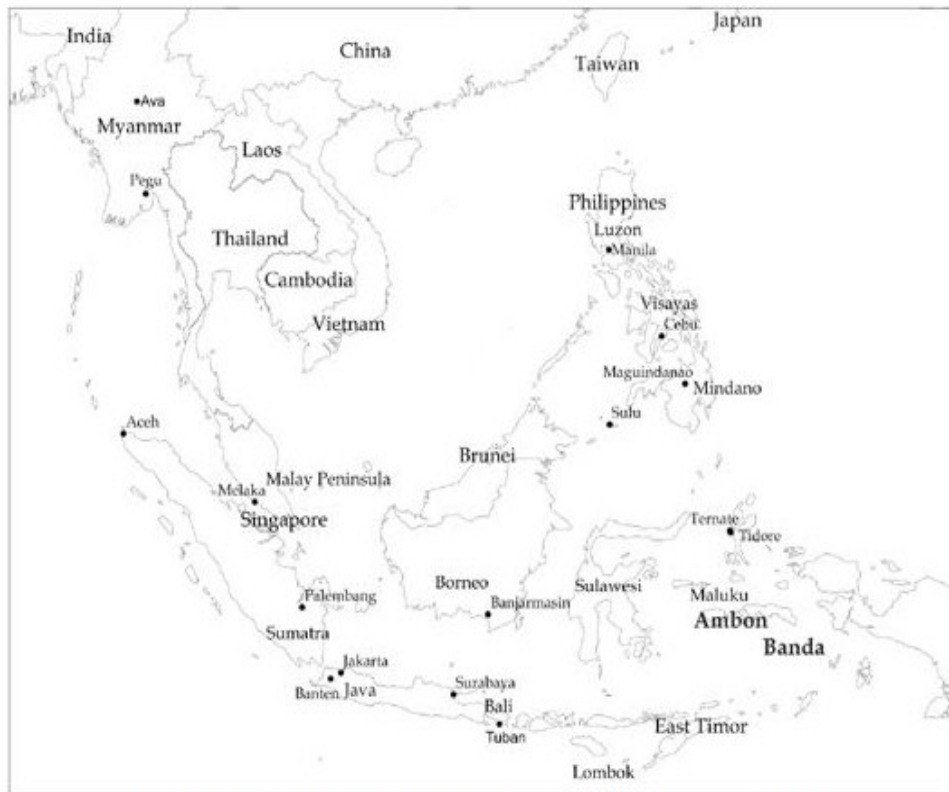 India
China
Japan
Taiwan
Ava
Myanmar
Laos
Pegu
Philippines
Luzon
Manila
Thailand
Cambodia
Vietnam
Visayas
Cebu
Maguindanao
Mindano
Sulu
Aceh
Brunei
Malay Peninsula
Melaka
Singapore
Ternate
Tidore
Borneo
Sulawesi
Palembang
Banjarmasin
Maluku
Ambon
Sumatra
Banda
Jakarta
Banten
Java
Surabaya
Bali
East Timor
Tuban
Lombok